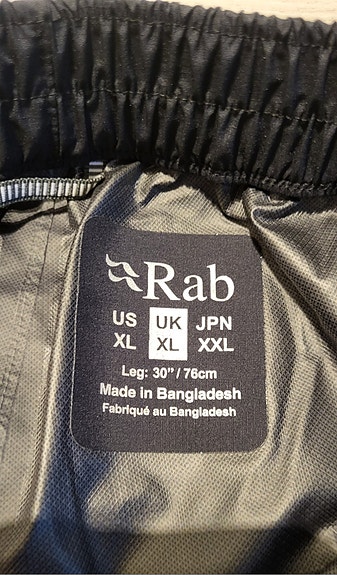 Rab
US UK JPN
XL XL XXL
Leg: 30" / 76cm
Made in Bangladesh
Fabriqué au Bangladesh